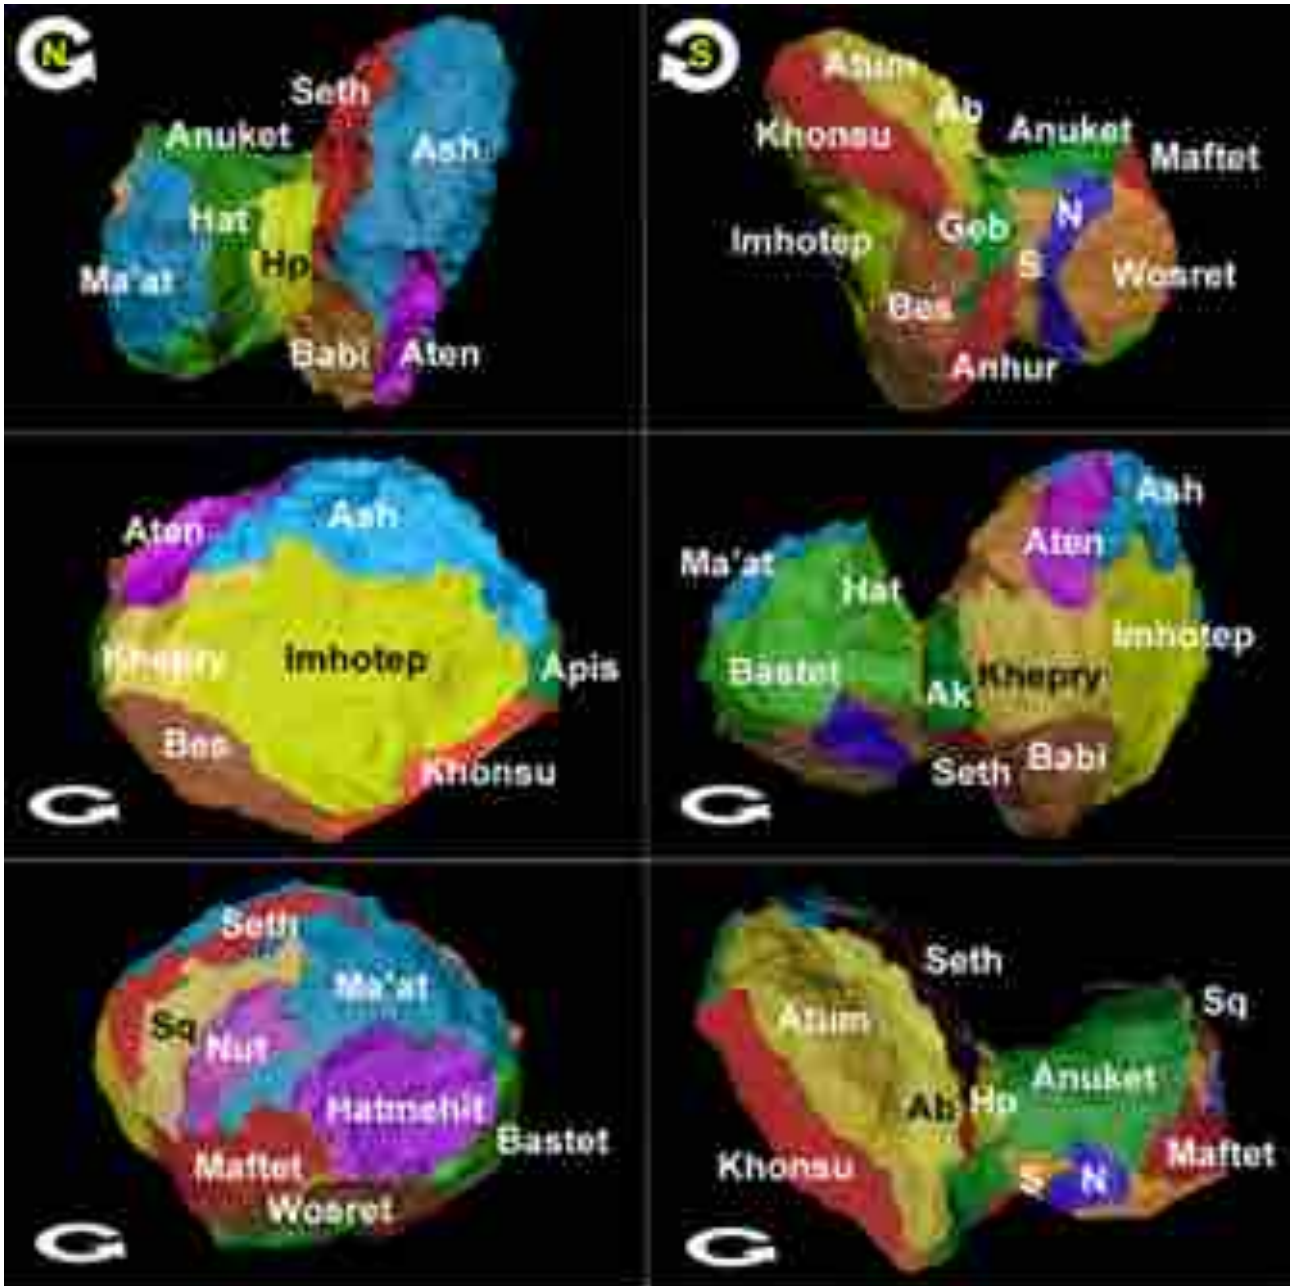 N
Seth
Anuket
Ash
Hat
Hp
Ma'at
Babi
Aten
S
Atum
Ab
Khonsu
Anuket
Maftet
N
Geb
Imhotep
S
Wosret
Bes
Anhur
Aten
Ash
Khepry
Imhotep
Apis
Bes
Khonsu
Ash
Aten
Ma'at
Hat
Imhotep
Bastet
Ak
Khepry
Seth
Babi
Seth
Ma'at
Sq
Nut
Hatmehit
Bastet
Maftet
Wosret
Seth
Sq
Atum
Anuket
Ab
Hp
Khonsu
Maftet
S
N